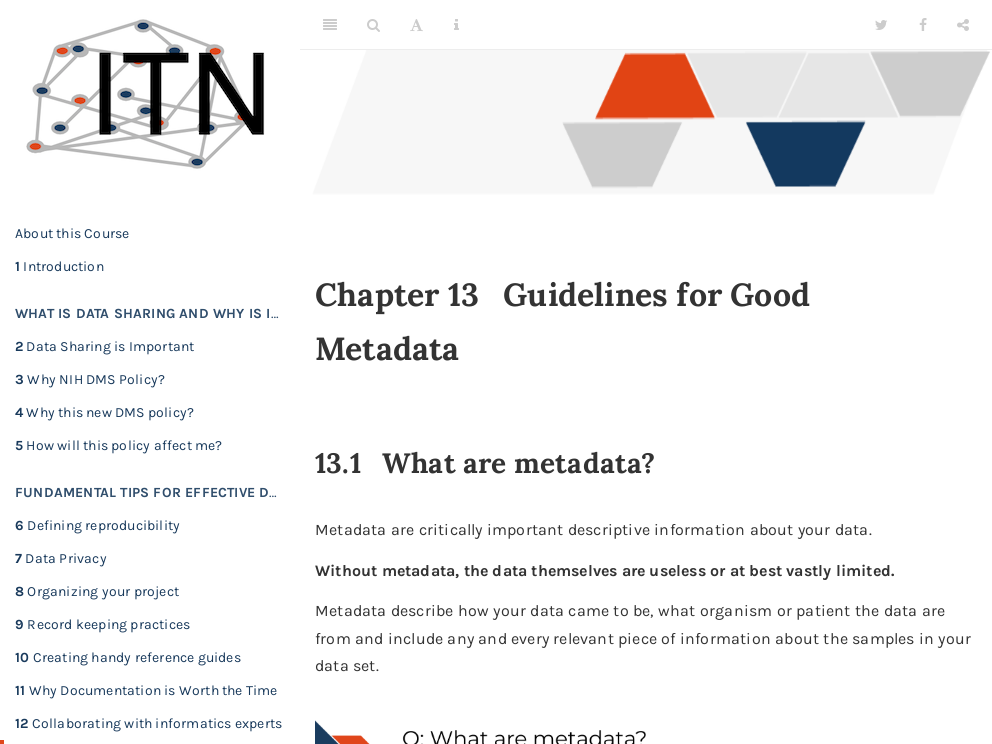 ITN
About this Course
1 Introduction
WHAT IS DATA SHARING AND WHY IS I…
2 Data Sharing is Important
3 Why NIH DMS Policy?
4 Why this new DMS policy?
5 How will this policy affect me?
FUNDAMENTAL TIPS FOR EFFECTIVE D…
6 Defining reproducibility
7 Data Privacy
8 Organizing your project
9 Record keeping practices
10 Creating handy reference guides
11 Why Documentation is Worth the Time
12 Collaborating with informatics experts
A
i
Chapter 13 Guidelines for Good
Metadata
13.1 What are metadata?
Metadata are critically important descriptive information about your data.
Without metadata, the data themselves are useless or at best vastly limited.
Metadata describe how your data came to be, what organism or patient the data are
from and include any and every relevant piece of information about the samples in your
data set.
Q: What are metadata?